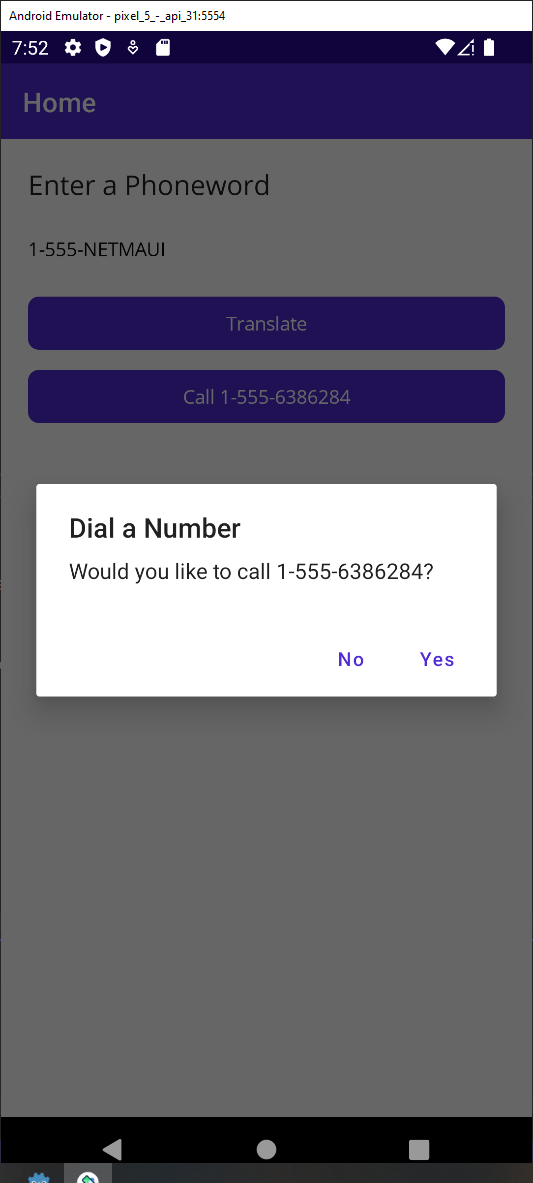 Android Emulator - pixel_5_-_api_31:5554
7:52
Home
Enter a Phoneword
1-555-NETMAUI
Translate
Call 1-555-6386284
Dial a Number
Would you like to call 1-555-6386284?
No Yes